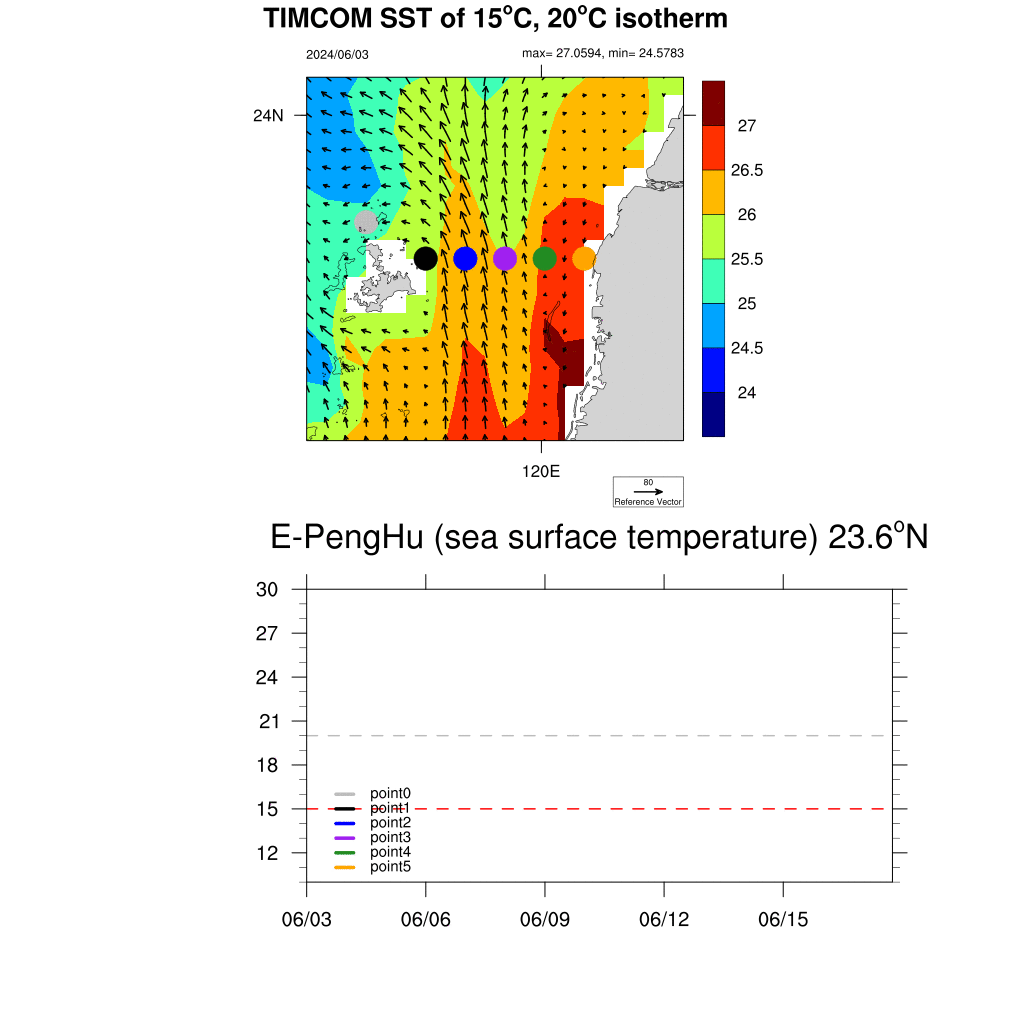 TIMCOM SST of 15°C, 20°C isotherm
2024/06/03
max= 27.0594, min= 24.5783
24N
120E
27
26.5
26
25.5
25
24.5
24
80
Reference Vector
E-PengHu (sea surface temperature) 23.6°N
30
27
24
21
18
15
12
point0
point1
point2
point3
point4
point5
06/03
06/06
06/09
06/12
06/15